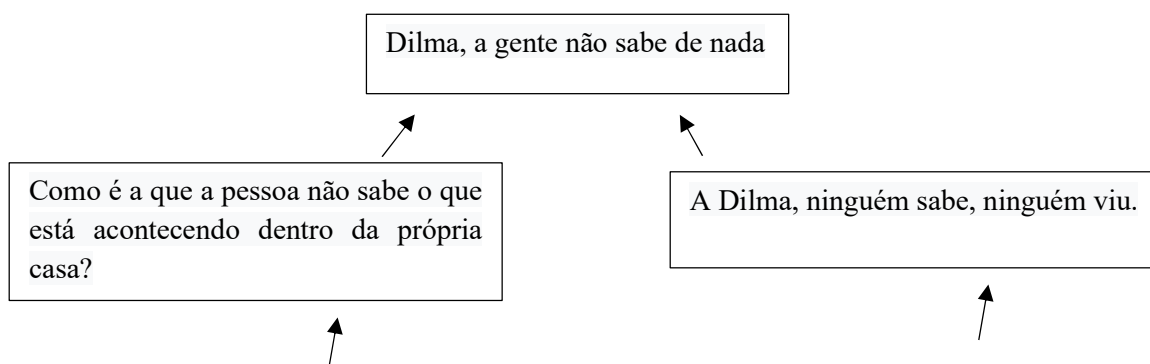 Dilma, a gente não sabe de nada
Como é a que a pessoa não sabe o que
está acontecendo dentro da própria
casa?
A Dilma, ninguém sabe, ninguém viu.